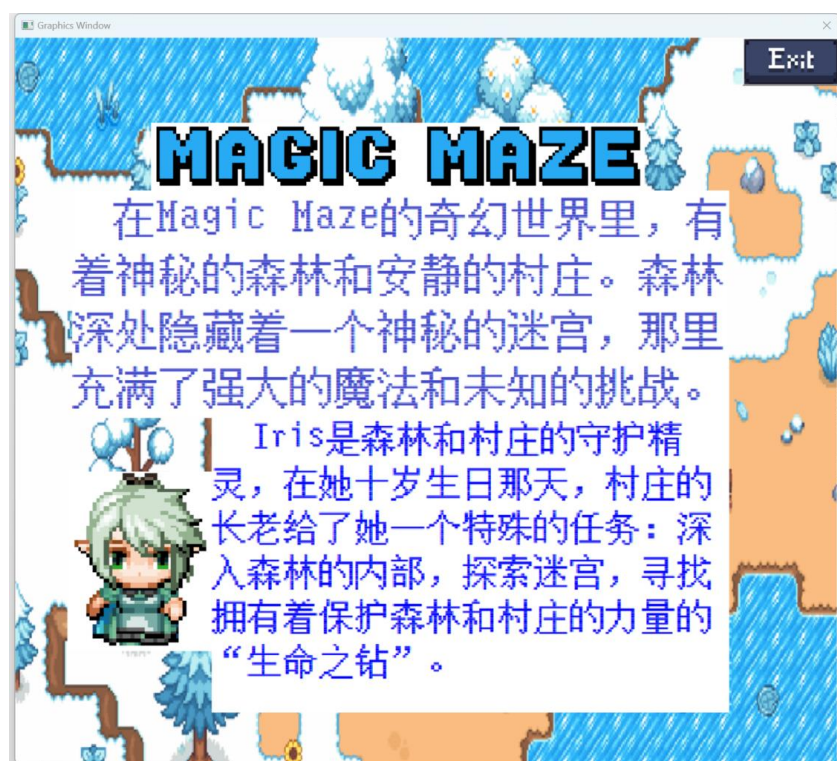 Graphics Window
Exit
MAGIC MAZE
在Magic Maze的奇幻世界里，有
着神秘的森林和安静的村庄。森林
深处隐藏着一个神秘的迷宫，那里
充满了强大的魔法和未知的挑战。
Iris是森林和村庄的守护精
灵，在她十岁生日那天，村庄的
长老给了她一个特殊的任务：深
入森林的内部，探索迷宫，寻找
拥有着保护森林和村庄的力量的
“生命之钻”。